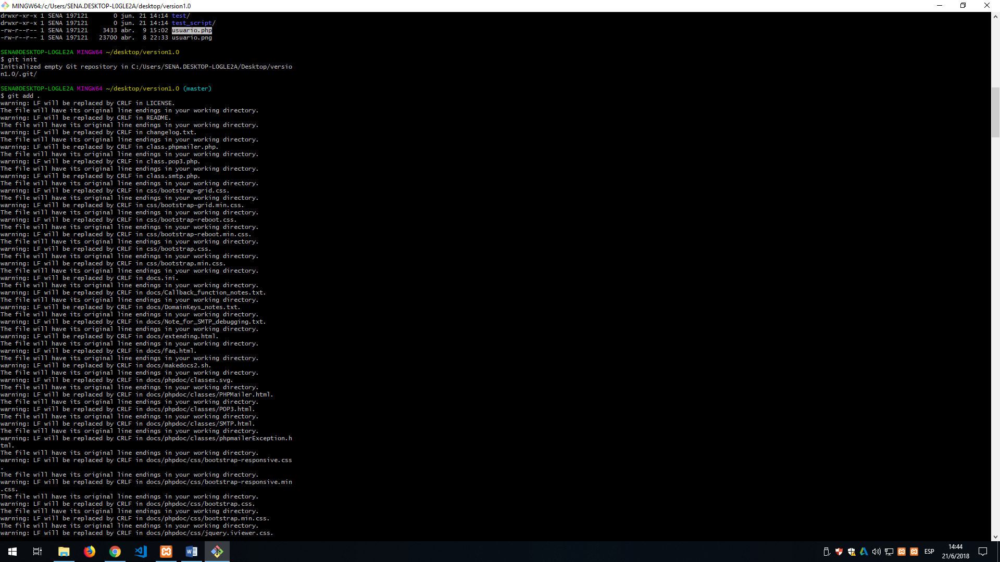 MINGW64:/c/Users/SENA.DESKTOP-L0GLE2A/desktop/version1.0
drwxr-xr-x 1 SENA 197121       0 jun. 21 14:14 test/
drwxr-xr-x 1 SENA 197121       0 jun. 21 14:14 test_script/
-rw-r--r-- 1 SENA 197121    3433 abr.  9 15:02 usuario.php
-rw-r--r-- 1 SENA 197121   23700 abr.  8 22:33 usuario.png
SENA@DESKTOP-L0GLE2A MINGW64 ~/desktop/version1.0
$ git init
Initialized empty Git repository in C:/Users/SENA.DESKTOP-L0GLE2A/Desktop/versio
n1.0/.git/
SENA@DESKTOP-L0GLE2A MINGW64 ~/desktop/version1.0 (master)
$ git add .
warning: LF will be replaced by CRLF in LICENSE.
The file will have its original line endings in your working directory.
warning: LF will be replaced by CRLF in README.
The file will have its original line endings in your working directory.
warning: LF will be replaced by CRLF in changelog.txt.
The file will have its original line endings in your working directory.
warning: LF will be replaced by CRLF in class.phpmailer.php.
The file will have its original line endings in your working directory.
warning: LF will be replaced by CRLF in class.pop3.php.
The file will have its original line endings in your working directory.
warning: LF will be replaced by CRLF in class.smtp.php.
The file will have its original line endings in your working directory.
warning: LF will be replaced by CRLF in css/bootstrap-grid.css.
The file will have its original line endings in your working directory.
warning: LF will be replaced by CRLF in css/bootstrap-grid.min.css.
The file will have its original line endings in your working directory.
warning: LF will be replaced by CRLF in css/bootstrap-reboot.css.
The file will have its original line endings in your working directory.
warning: LF will be replaced by CRLF in css/bootstrap-reboot.min.css.
The file will have its original line endings in your working directory.
warning: LF will be replaced by CRLF in css/bootstrap.css.
The file will have its original line endings in your working directory.
warning: LF will be replaced by CRLF in css/bootstrap.min.css.
The file will have its original line endings in your working directory.
warning: LF will be replaced by CRLF in docs.ini.
The file will have its original line endings in your working directory.
warning: LF will be replaced by CRLF in docs/Callback_function_notes.txt.
The file will have its original line endings in your working directory.
warning: LF will be replaced by CRLF in docs/DomainKeys_notes.txt.
The file will have its original line endings in your working directory.
warning: LF will be replaced by CRLF in docs/Note_for_SMTP_debugging.txt.
The file will have its original line endings in your working directory.
warning: LF will be replaced by CRLF in docs/extending.html.
The file will have its original line endings in your working directory.
warning: LF will be replaced by CRLF in docs/faq.html.
The file will have its original line endings in your working directory.
warning: LF will be replaced by CRLF in docs/makedocs2.sh.
The file will have its original line endings in your working directory.
warning: LF will be replaced by CRLF in docs/phpdoc/classes.svg.
The file will have its original line endings in your working directory.
warning: LF will be replaced by CRLF in docs/phpdoc/classes/PHPMailer.html.
The file will have its original line endings in your working directory.
warning: LF will be replaced by CRLF in docs/phpdoc/classes/POP3.html.
The file will have its original line endings in your working directory.
warning: LF will be replaced by CRLF in docs/phpdoc/classes/SMTP.html.
The file will have its original line endings in your working directory.
warning: LF will be replaced by CRLF in docs/phpdoc/classes/phpmailerException.h
tml.
The file will have its original line endings in your working directory.
warning: LF will be replaced by CRLF in docs/phpdoc/css/bootstrap-responsive.css
.
The file will have its original line endings in your working directory.
warning: LF will be replaced by CRLF in docs/phpdoc/css/bootstrap-responsive.min
.css.
The file will have its original line endings in your working directory.
warning: LF will be replaced by CRLF in docs/phpdoc/css/bootstrap.css.
The file will have its original line endings in your working directory.
warning: LF will be replaced by CRLF in docs/phpdoc/css/bootstrap.min.css.
The file will have its original line endings in your working directory.
warning: LF will be replaced by CRLF in docs/phpdoc/css/jquery.iviewer.css.
ESP
14:44
21/6/2018